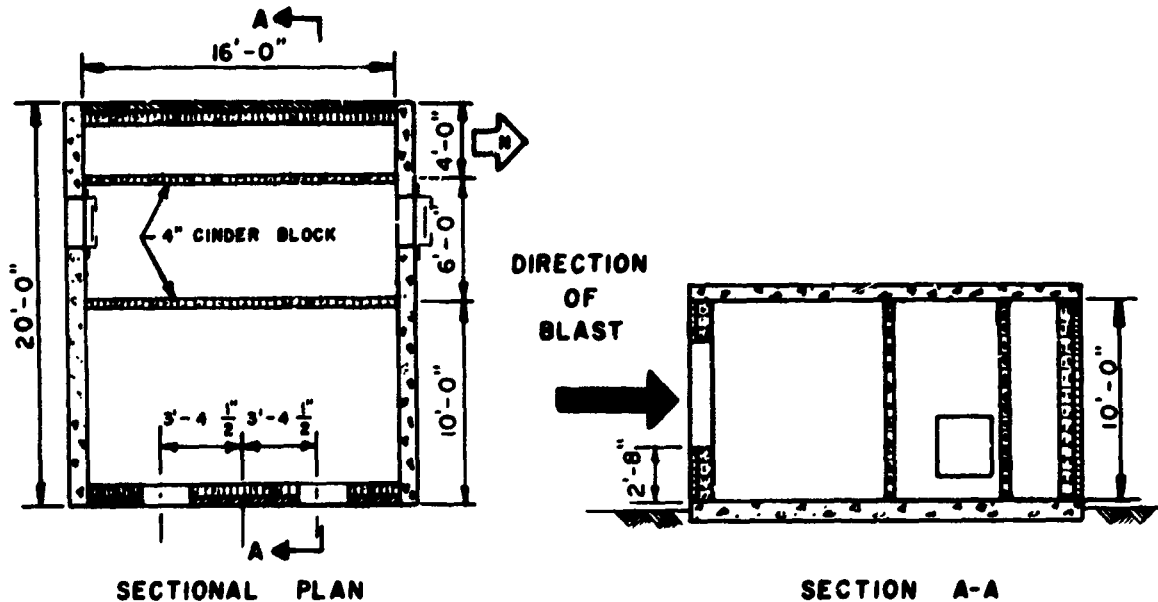 A
16'-0"
4'-0"
N
4" CINDER BLOCK
6'-0"
20'-0"
10'-0"
3'-4 1/2" 3'-4 1/2"
A
SECTIONAL PLAN
DIRECTION
OF
BLAST
10'-0"
2'-8"
SECTION A-A